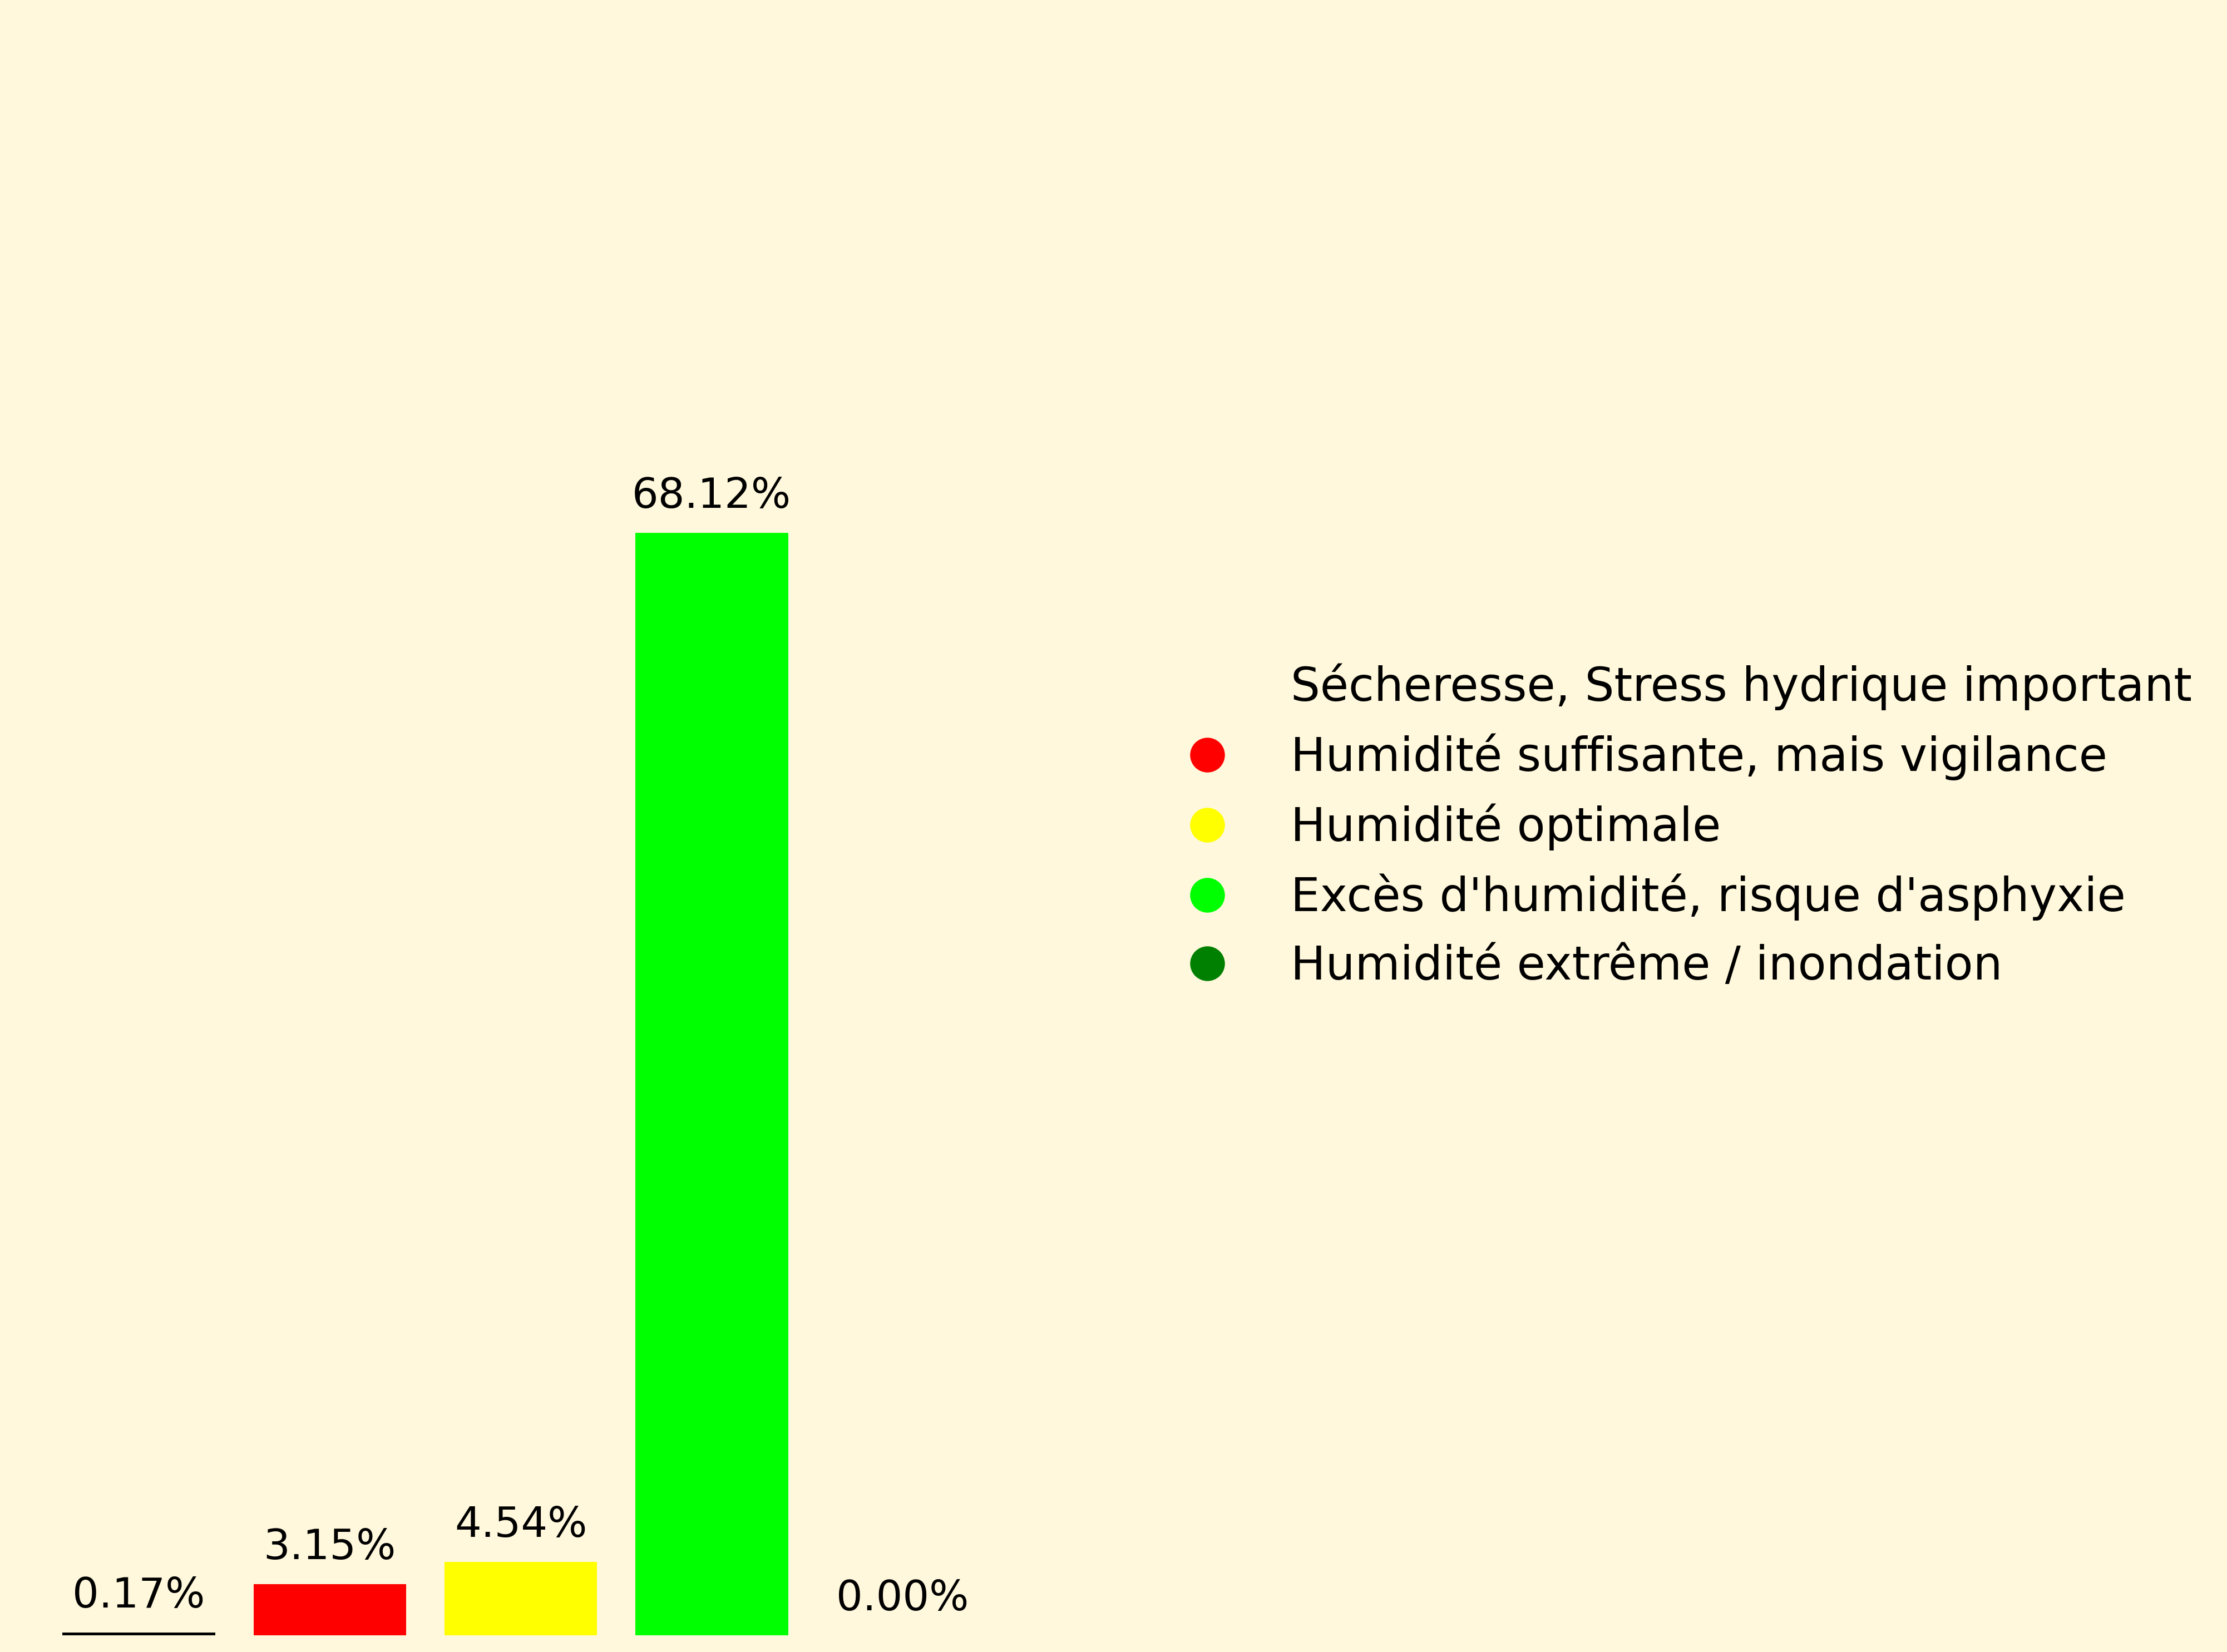 68.12%
Sécheresse, Stress hydrique important
Humidité suffisante, mais vigilance
Humidité optimale
Excès d'humidité, risque d'asphyxie
Humidité extrême / inondation
4.54%
3.15%
0.17%
0.00%